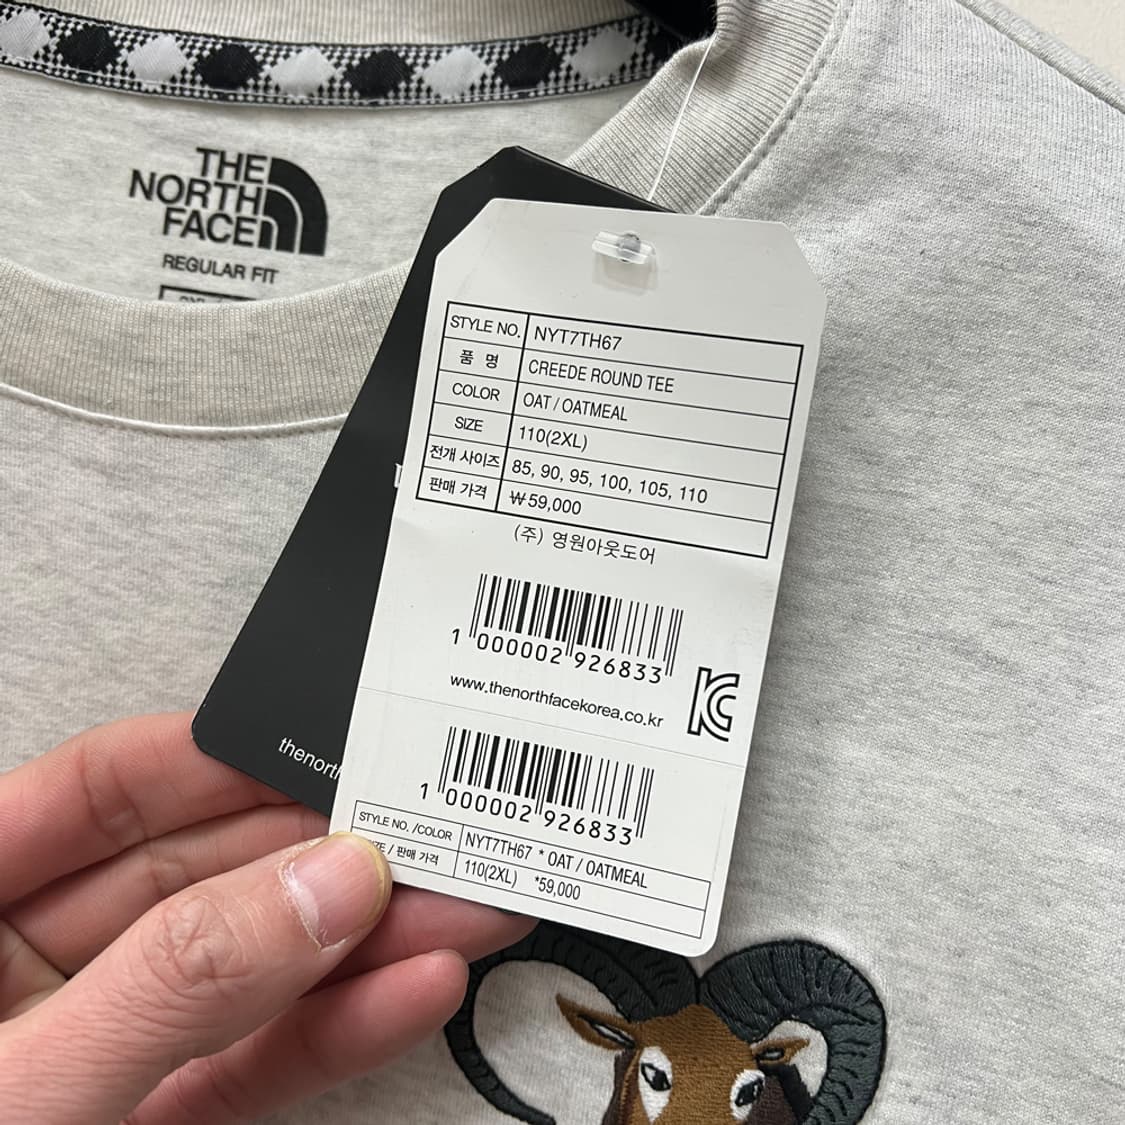 THE
NORTH
FACE
REGULAR FIT
STYLE NO. NYT7TH67
품 명 CREEDE ROUND TEE
COLOR OAT / OATMEAL
SIZE 110(2XL)
전개 사이즈 85, 90, 95, 100, 105, 110
판매 가격 ₩59,000
(주) 영원아웃도어
1 000002 926833
www.thenorthfacekorea.co.kr
KC
1 000002 926833
STYLE NO. /COLOR NYT7TH67 * OAT / OATMEAL
/ 판매 가격 110(2XL) *59,000